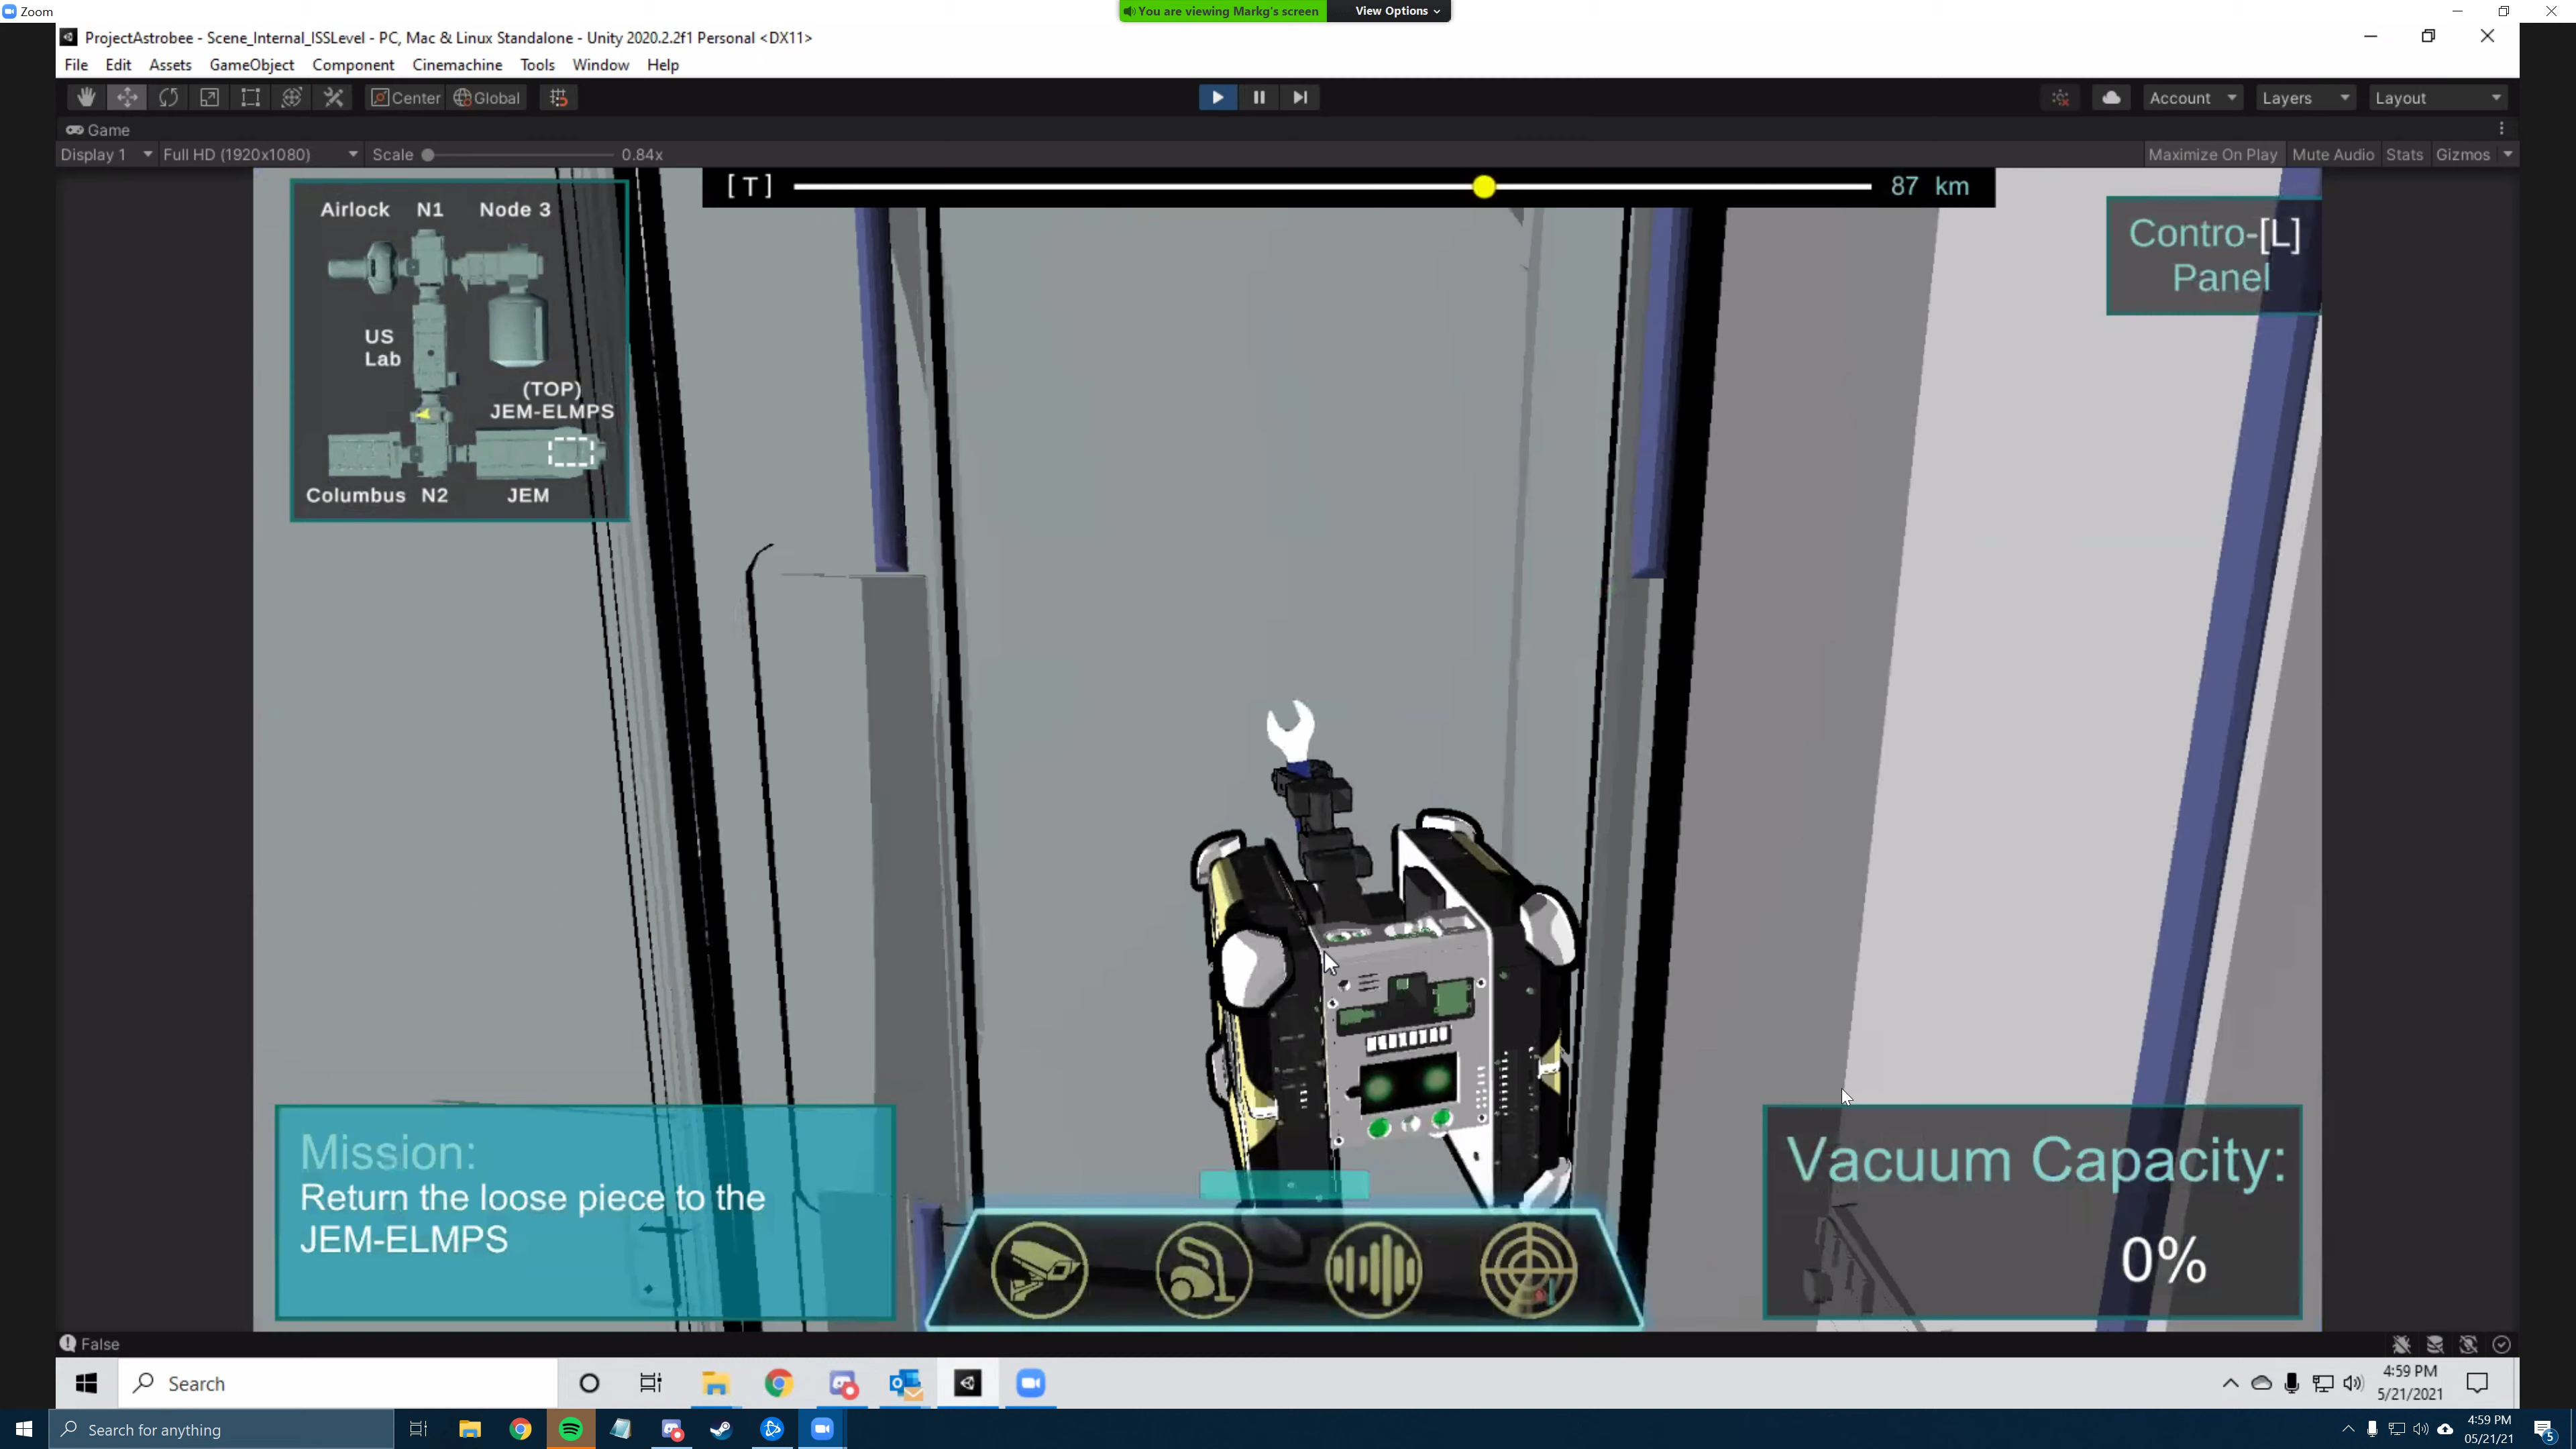 Zoom
You are viewing Markg's screen
View Options
ProjectAstrobee - Scene_Internal_ISSLevel - PC, Mac & Linux Standalone - Unity 2020.2.2f1 Personal <DX11>
File Edit Assets GameObject Component Cinemachine Tools Window Help
Center Global
Account Layers Layout
Game
Display 1 Full HD (1920x1080) Scale 0.84x
Maximize On Play Mute Audio Stats Gizmos
[T] 87 km
Airlock N1 Node 3
US
Lab
(TOP)
JEM-ELMPS
Columbus N2 JEM
Contro-[L]
Panel
Mission:
Return the loose piece to the
JEM-ELMPS
Vacuum Capacity:
0%
False
Search
4:59 PM
5/21/2021
Search for anything
4:59 PM
05/21/21
5